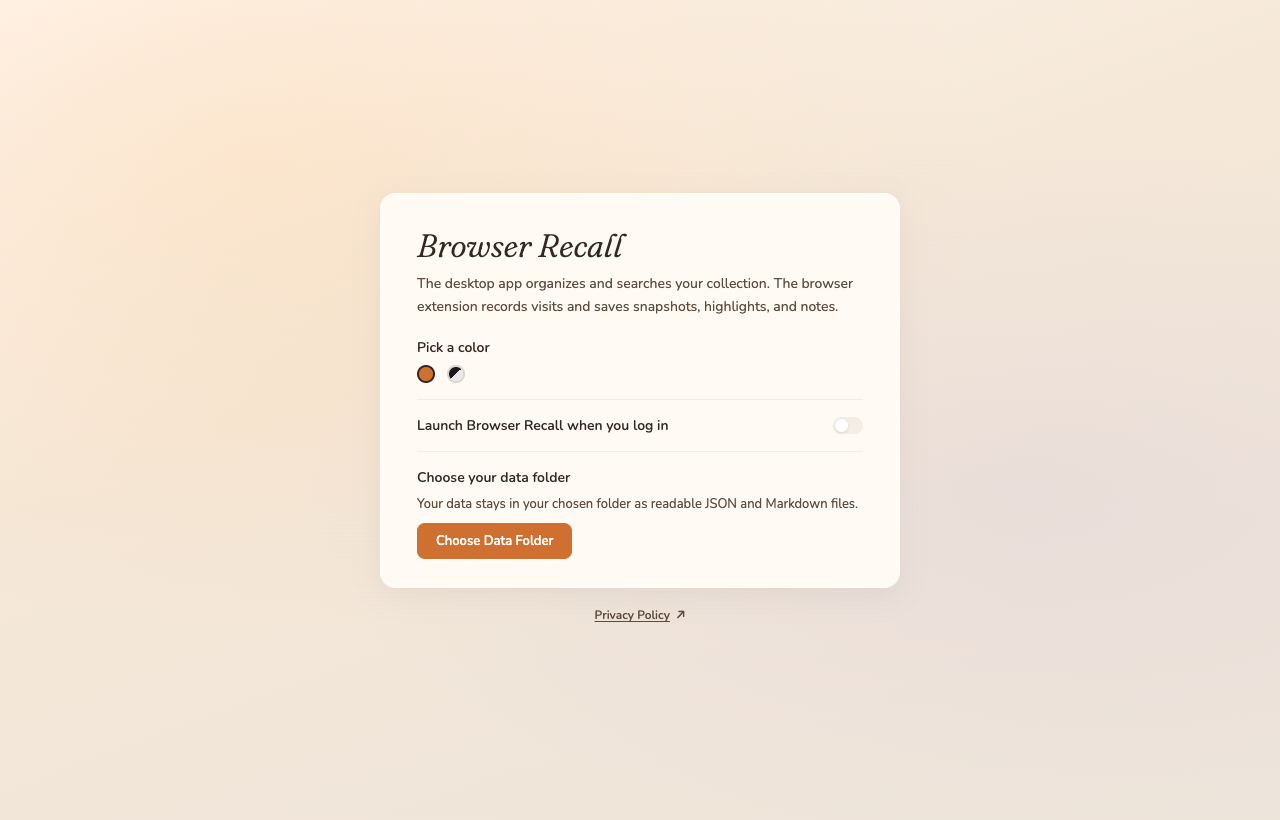 Browser Recall
The desktop app organizes and searches your collection. The browser
extension records visits and saves snapshots, highlights, and notes.
Pick a color
Launch Browser Recall when you log in
Choose your data folder
Your data stays in your chosen folder as readable JSON and Markdown files.
Choose Data Folder
Privacy Policy